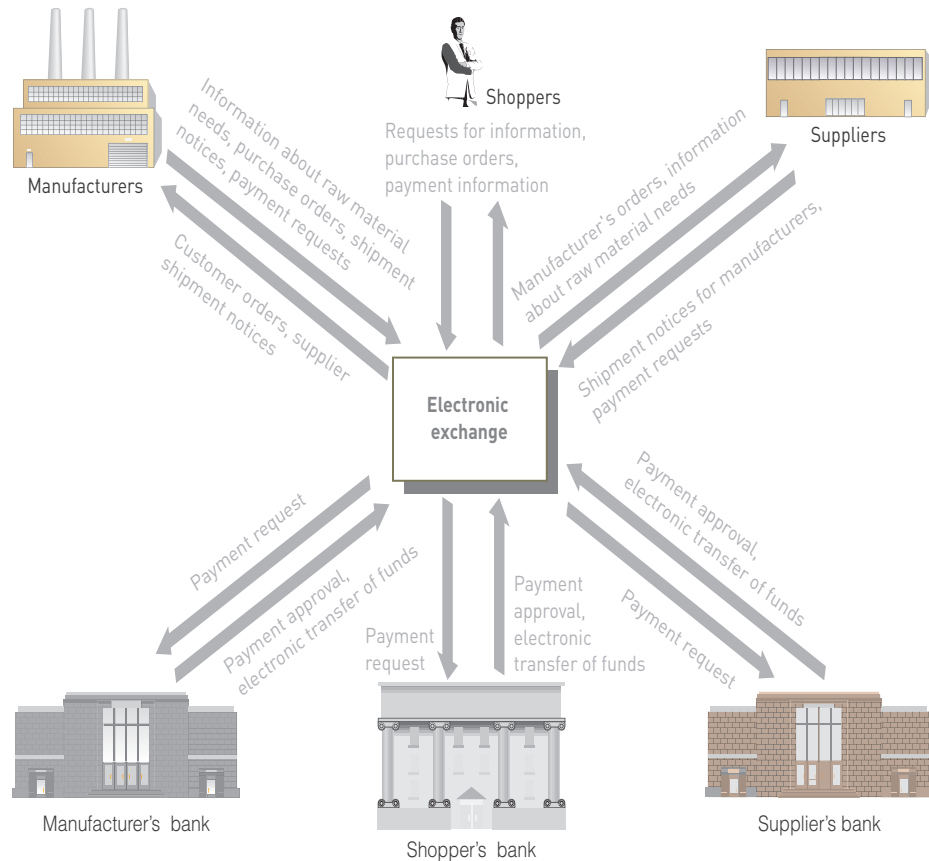 Shoppers
Manufacturers
Suppliers
Information about raw material
needs, purchase orders, shipment
notices, payment requests
Customer orders, supplier
shipment notices
Requests for information,
purchase orders,
payment information
Manufacturer's orders, information
about raw material needs
Shipment notices for manufacturers,
payment requests
Electronic
exchange
Payment request
Payment approval,
electronic transfer of funds
Payment
request
Payment
approval,
electronic
transfer of funds
Payment approval,
electronic transfer of funds
Payment request
Manufacturer's bank
Shopper's bank
Supplier's bank